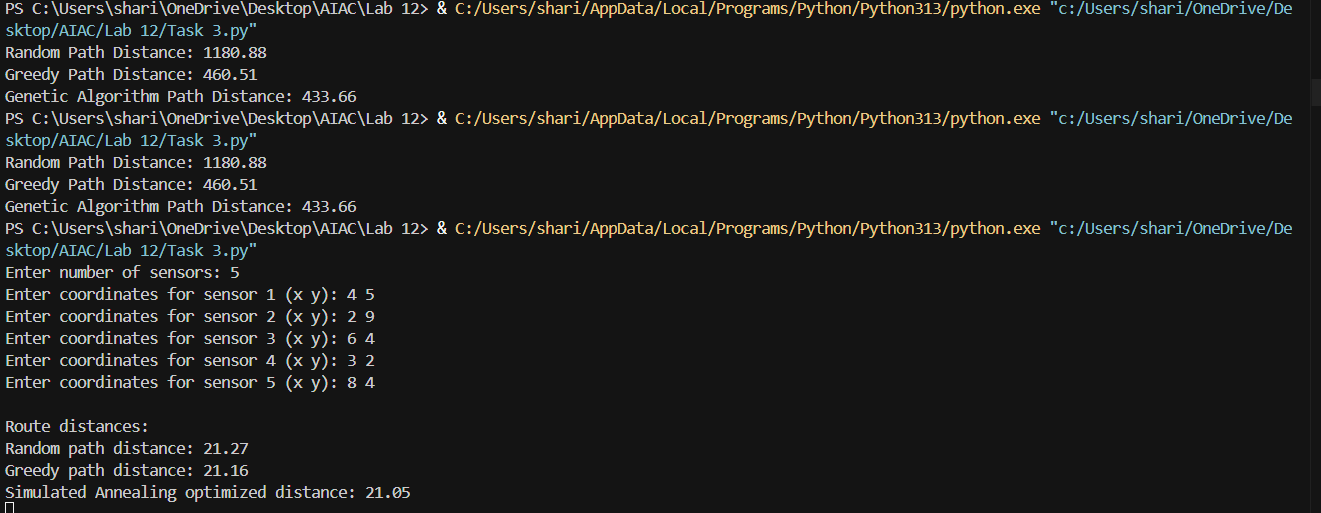 PS C:\Users\shari\OneDrive\Desktop\AIAC\Lab 12> & C:/Users/shari/AppData/Local/Programs/Python/Python313/python.exe "c:/Users/shari/OneDrive/De
sktop/AIAC/Lab 12/Task 3.py"
Random Path Distance: 1180.88
Greedy Path Distance: 460.51
Genetic Algorithm Path Distance: 433.66
PS C:\Users\shari\OneDrive\Desktop\AIAC\Lab 12> & C:/Users/shari/AppData/Local/Programs/Python/Python313/python.exe "c:/Users/shari/OneDrive/De
sktop/AIAC/Lab 12/Task 3.py"
Random Path Distance: 1180.88
Greedy Path Distance: 460.51
Genetic Algorithm Path Distance: 433.66
PS C:\Users\shari\OneDrive\Desktop\AIAC\Lab 12> & C:/Users/shari/AppData/Local/Programs/Python/Python313/python.exe "c:/Users/shari/OneDrive/De
sktop/AIAC/Lab 12/Task 3.py"
Enter number of sensors: 5
Enter coordinates for sensor 1 (x y): 4 5
Enter coordinates for sensor 2 (x y): 2 9
Enter coordinates for sensor 3 (x y): 6 4
Enter coordinates for sensor 4 (x y): 3 2
Enter coordinates for sensor 5 (x y): 8 4
Route distances:
Random path distance: 21.27
Greedy path distance: 21.16
Simulated Annealing optimized distance: 21.05